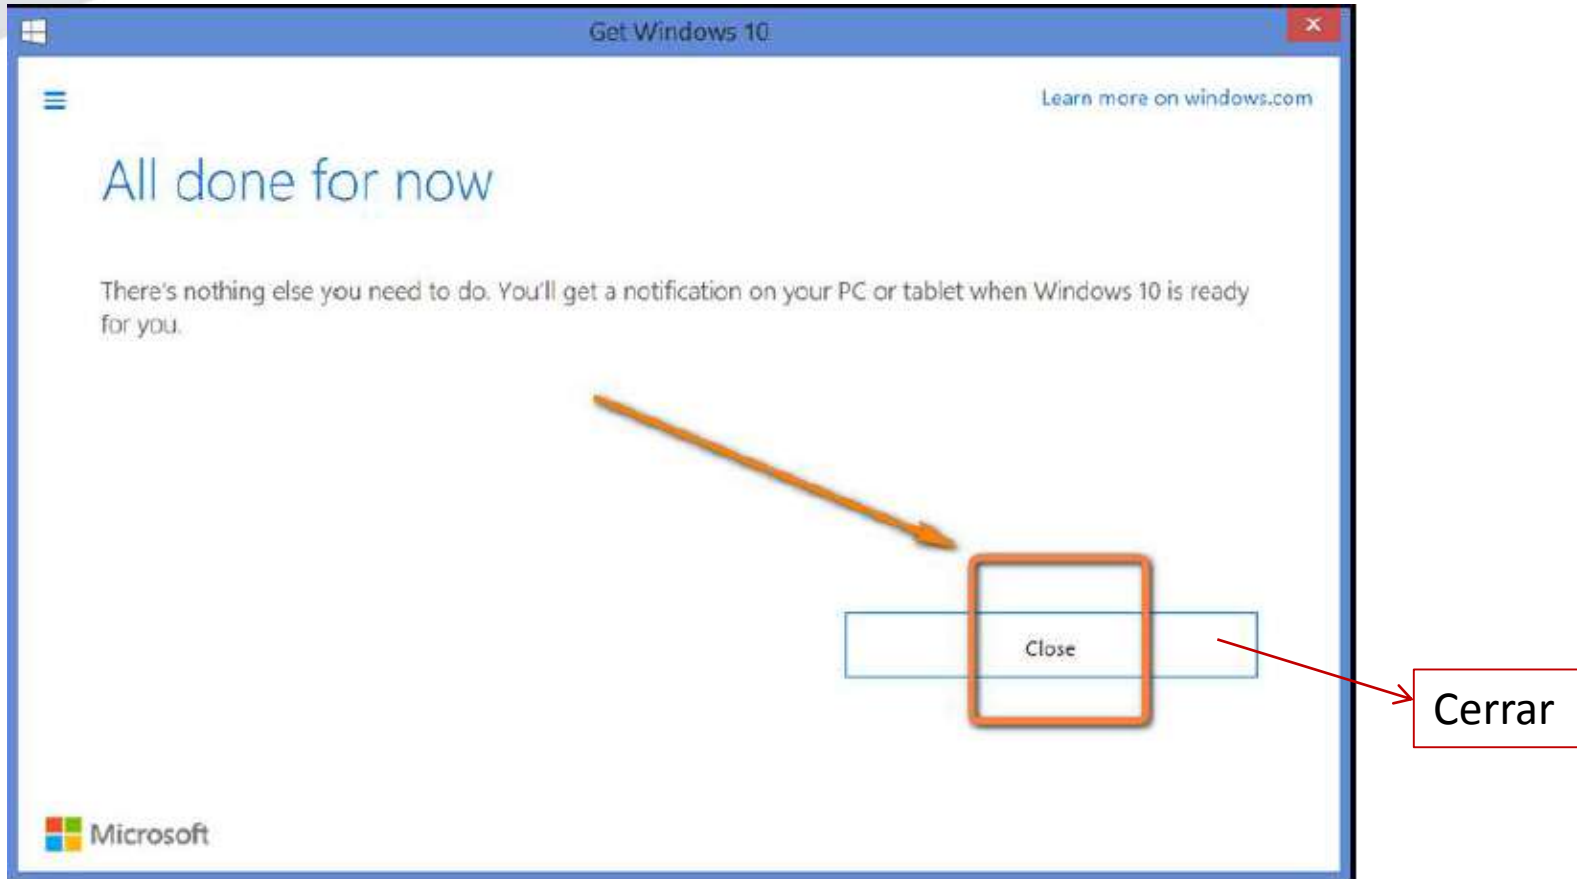 Get Windows 10
Learn more on windows.com
All done for now
There's nothing else you need to do. You'll get a notification on your PC or tablet when Windows 10 is ready
for you.
Close
Cerrar
Microsoft